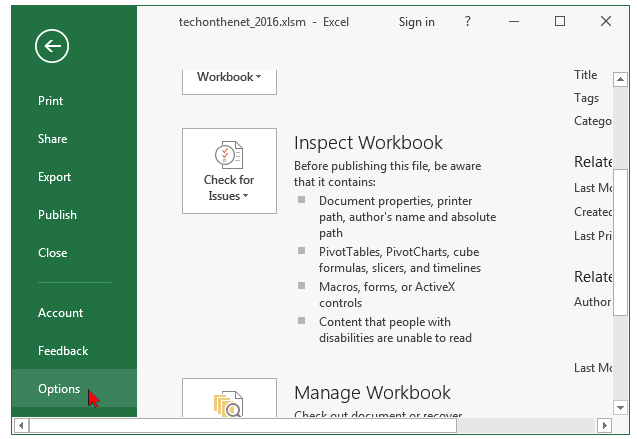 techonthenet_2016.xlsm - Excel
Sign in
?
Print
Share
Export
Publish
Close
Account
Feedback
Options
Workbook
Inspect Workbook
Before publishing this file, be aware
that it contains:
Check for
Issues
Document properties, printer
path, author's name and absolute
path
PivotTables, PivotCharts, cube
formulas, slicers, and timelines
Macros, forms, or ActiveX
controls
Content that people with
disabilities are unable to read
Manage Workbook
Check out document or recover
Title
Tags
Catego
Relate
Last Mo
Created
Last Pri
Relate
Author
Last Mo